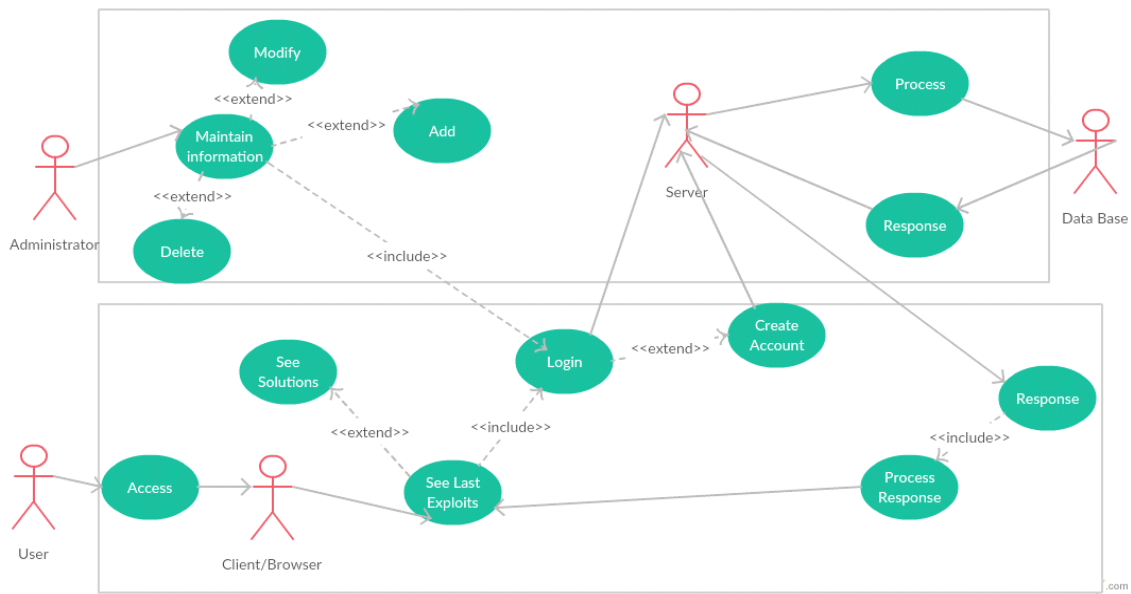 Modify
<<extend>>
<<extend>>
Add
Maintain
information
<<extend>>
Delete
Administrator
<<include>>
Server
Process
Response
Data Base
See
Solutions
Login
<<extend>>
Create
Account
Response
<<extend>>
<<include>>
<<include>>
User
Access
Client/Browser
See Last
Exploits
Process
Response
.com